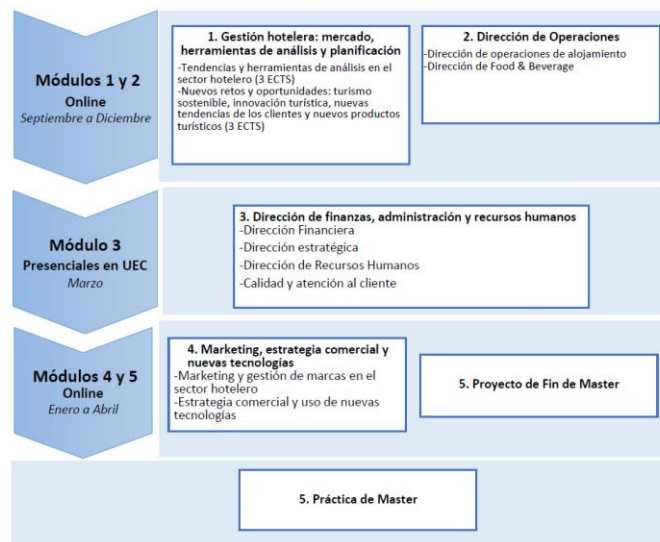 Módulos 1 y 2
Online
Septiembre a Diciembre
1. Gestión hotelera: mercado,
herramientas de análisis y planificación
-Tendencias y herramientas de análisis en el
sector hotelero (3 ECTS)
-Nuevos retos y oportunidades: turismo
sostenible, innovación turística, nuevas
tendencias de los clientes y nuevos productos
turísticos (3 ECTS)
2. Dirección de Operaciones
-Dirección de operaciones de alojamiento
-Dirección de Food & Beverage
Módulo 3
Presenciales en UEC
Marzo
3. Dirección de finanzas, administración y recursos humanos
-Dirección Financiera
-Dirección estratégica
-Dirección de Recursos Humanos
-Calidad y atención al cliente
Módulos 4 y 5
Online
Enero a Abril
4. Marketing, estrategia comercial y
nuevas tecnologías
-Marketing y gestión de marcas en el
sector hotelero
-Estrategia comercial y uso de nuevas
tecnologías
5. Proyecto de Fin de Master
5. Práctica de Master